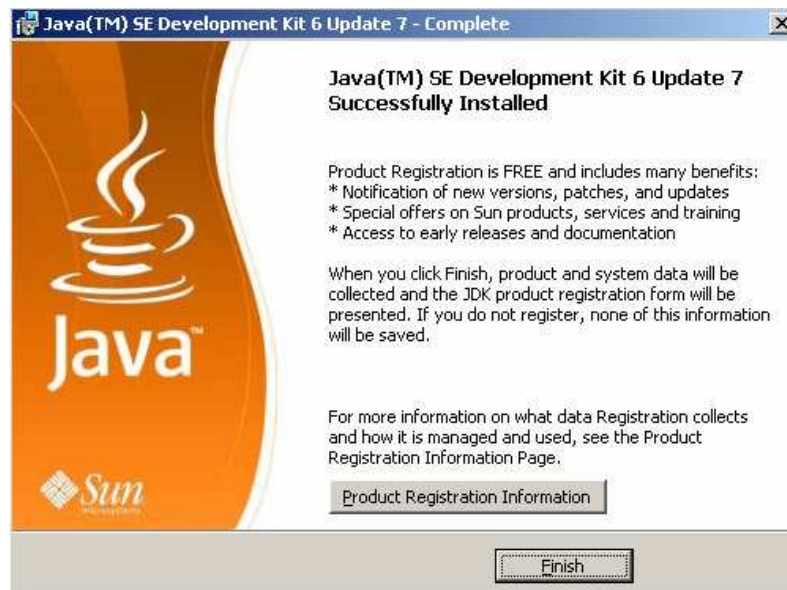 Java(TM) SE Development Kit 6 Update 7 - Complete
Java(TM) SE Development Kit 6 Update 7
Successfully Installed
Product Registration is FREE and includes many benefits:
* Notification of new versions, patches, and updates
* Special offers on Sun products, services and training
* Access to early releases and documentation
When you click Finish, product and system data will be
collected and the JDK product registration form will be
presented. If you do not register, none of this information
will be saved.
Java™
For more information on what data Registration collects
and how it is managed and used, see the Product
Registration Information Page.
Sun
microsystems
Product Registration Information
Finish